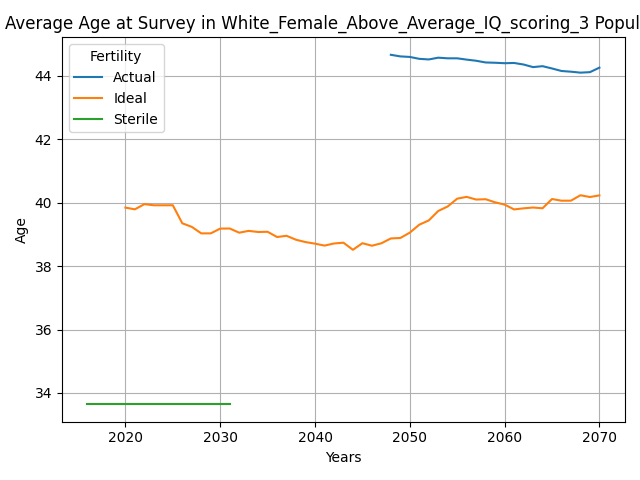 Average Age at Survey in White_Female_Above_Average_IQ_scoring_3 Popul
Fertility
Actual
Ideal
Sterile
44
42
40
38
36
34
Age
2020 2030 2040 2050 2060 2070
Years